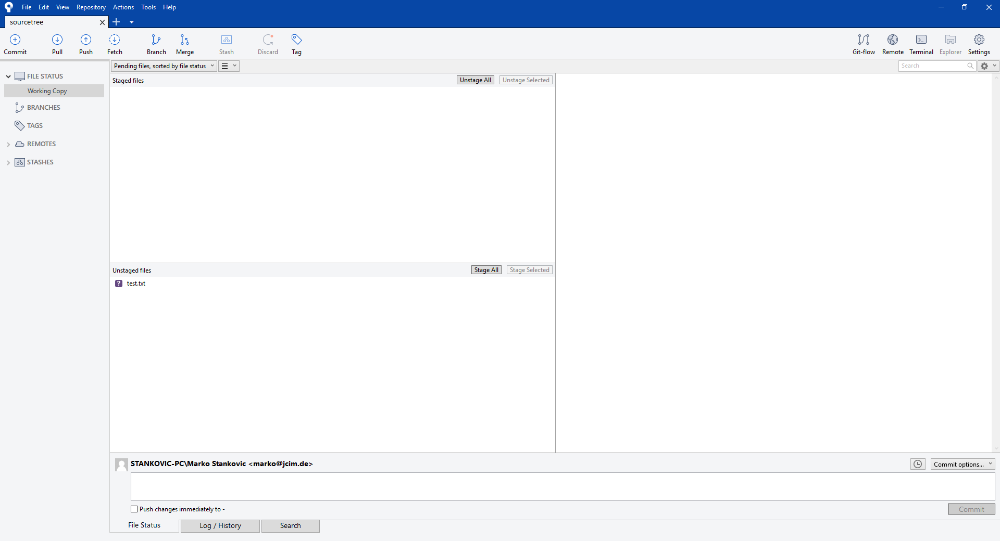 File Edit View Repository Actions Tools Help
sourcetree
Commit Pull Push Fetch Branch Merge Stash Discard Tag Git-flow Remote Terminal Explorer Settings
Pending files, sorted by file status Search
FILE STATUS
Working Copy
BRANCHES
TAGS
REMOTES
STASHES
Staged files Unstage All Unstage Selected
Unstaged files Stage All Stage Selected
? test.txt
STANKOVIC-PC\Marko Stankovic <marko@jcim.de> Commit options...
Push changes immediately to - Commit
File Status Log / History Search